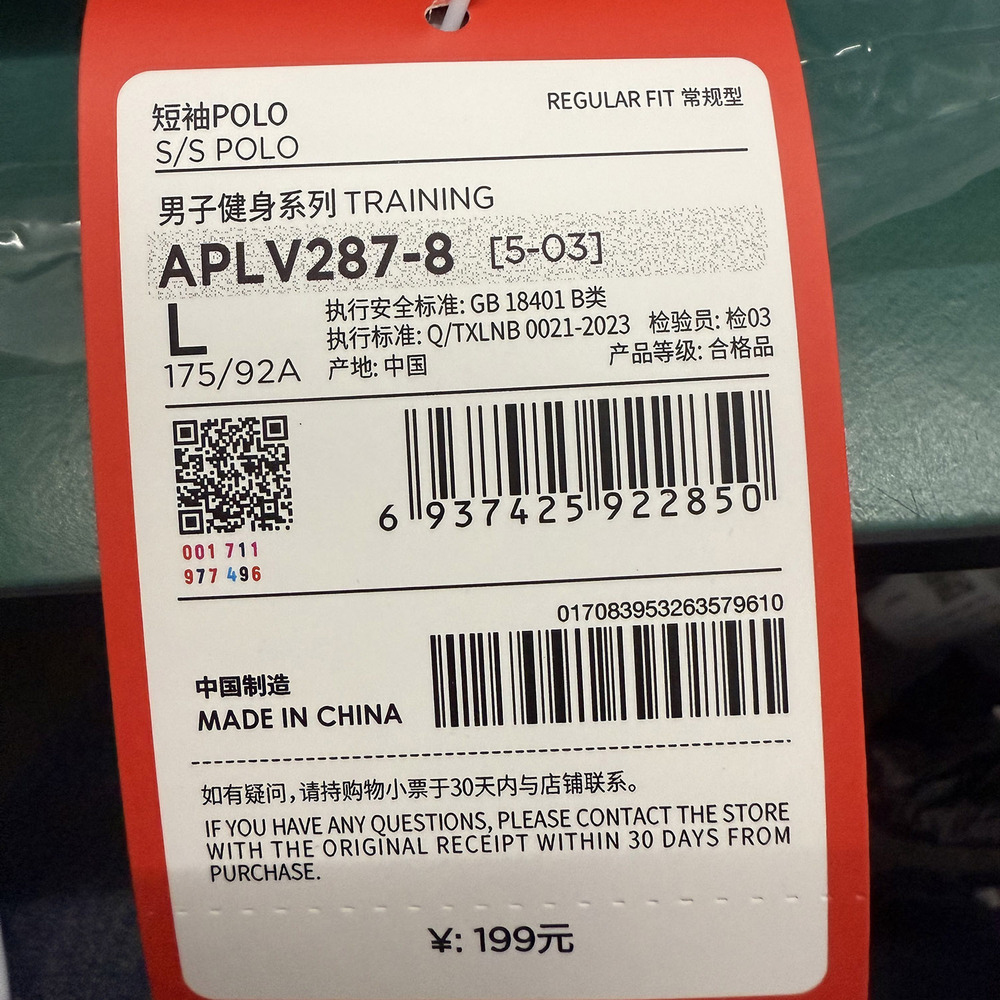 短袖POLO
REGULAR FIT 常规型
S/S POLO
男子健身系列 TRAINING
APLV287-8 [5-03]
L
175/92A
执行安全标准: GB 18401 B类
执行标准: Q/TXLNB 0021-2023 检验员: 检03
产地: 中国 产品等级: 合格品
001 711
977 496
6 937425 922850
017083953263579610
中国制造
MADE IN CHINA
如有疑问，请持购物小票于30天内与店铺联系。
IF YOU HAVE ANY QUESTIONS, PLEASE CONTACT THE STORE
WITH THE ORIGINAL RECEIPT WITHIN 30 DAYS FROM
PURCHASE.
¥: 199元